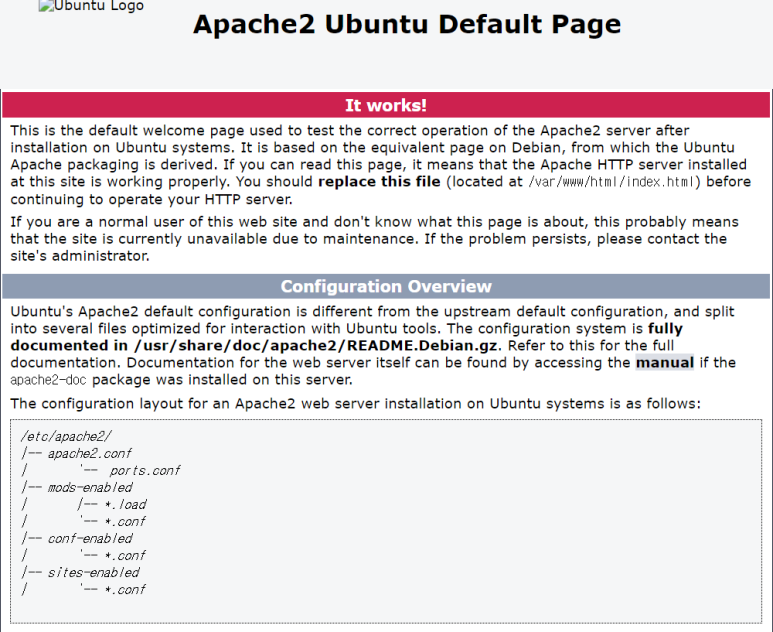 Ubuntu Logo
Apache2 Ubuntu Default Page
It works!
This is the default welcome page used to test the correct operation of the Apache2 server after
installation on Ubuntu systems. It is based on the equivalent page on Debian, from which the Ubuntu
Apache packaging is derived. If you can read this page, it means that the Apache HTTP server installed
at this site is working properly. You should replace this file (located at /var/www/html/index.html) before
continuing to operate your HTTP server.
If you are a normal user of this web site and don't know what this page is about, this probably means
that the site is currently unavailable due to maintenance. If the problem persists, please contact the
site's administrator.
Configuration Overview
Ubuntu's Apache2 default configuration is different from the upstream default configuration, and split
into several files optimized for interaction with Ubuntu tools. The configuration system is fully
documented in /usr/share/doc/apache2/README.Debian.gz. Refer to this for the full
documentation. Documentation for the web server itself can be found by accessing the manual if the
apache2-doc package was installed on this server.
The configuration layout for an Apache2 web server installation on Ubuntu systems is as follows:
/etc/apache2/
|-- apache2.conf
|       `--  ports.conf
|-- mods-enabled
|       |-- *.load
|       `-- *.conf
|-- conf-enabled
|       `-- *.conf
|-- sites-enabled
|       `-- *.conf